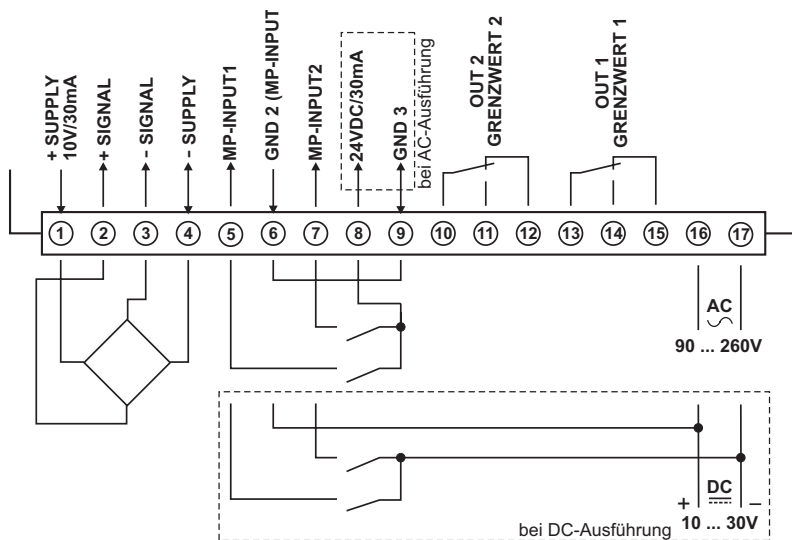 + SUPPLY
10V/30mA
+ SIGNAL
– SIGNAL
– SUPPLY
MP-INPUT1
GND 2 (MP-INPUT
MP-INPUT2
24VDC/30mA
GND 3
bei AC-Ausführung
OUT 2
GRENZWERT 2
OUT 1
GRENZWERT 1
1 2 3 4 5 6 7 8 9 10 11 12 13 14 15 16 17
AC
90 ... 260V
+ DC –
10 ... 30V
bei DC-Ausführung